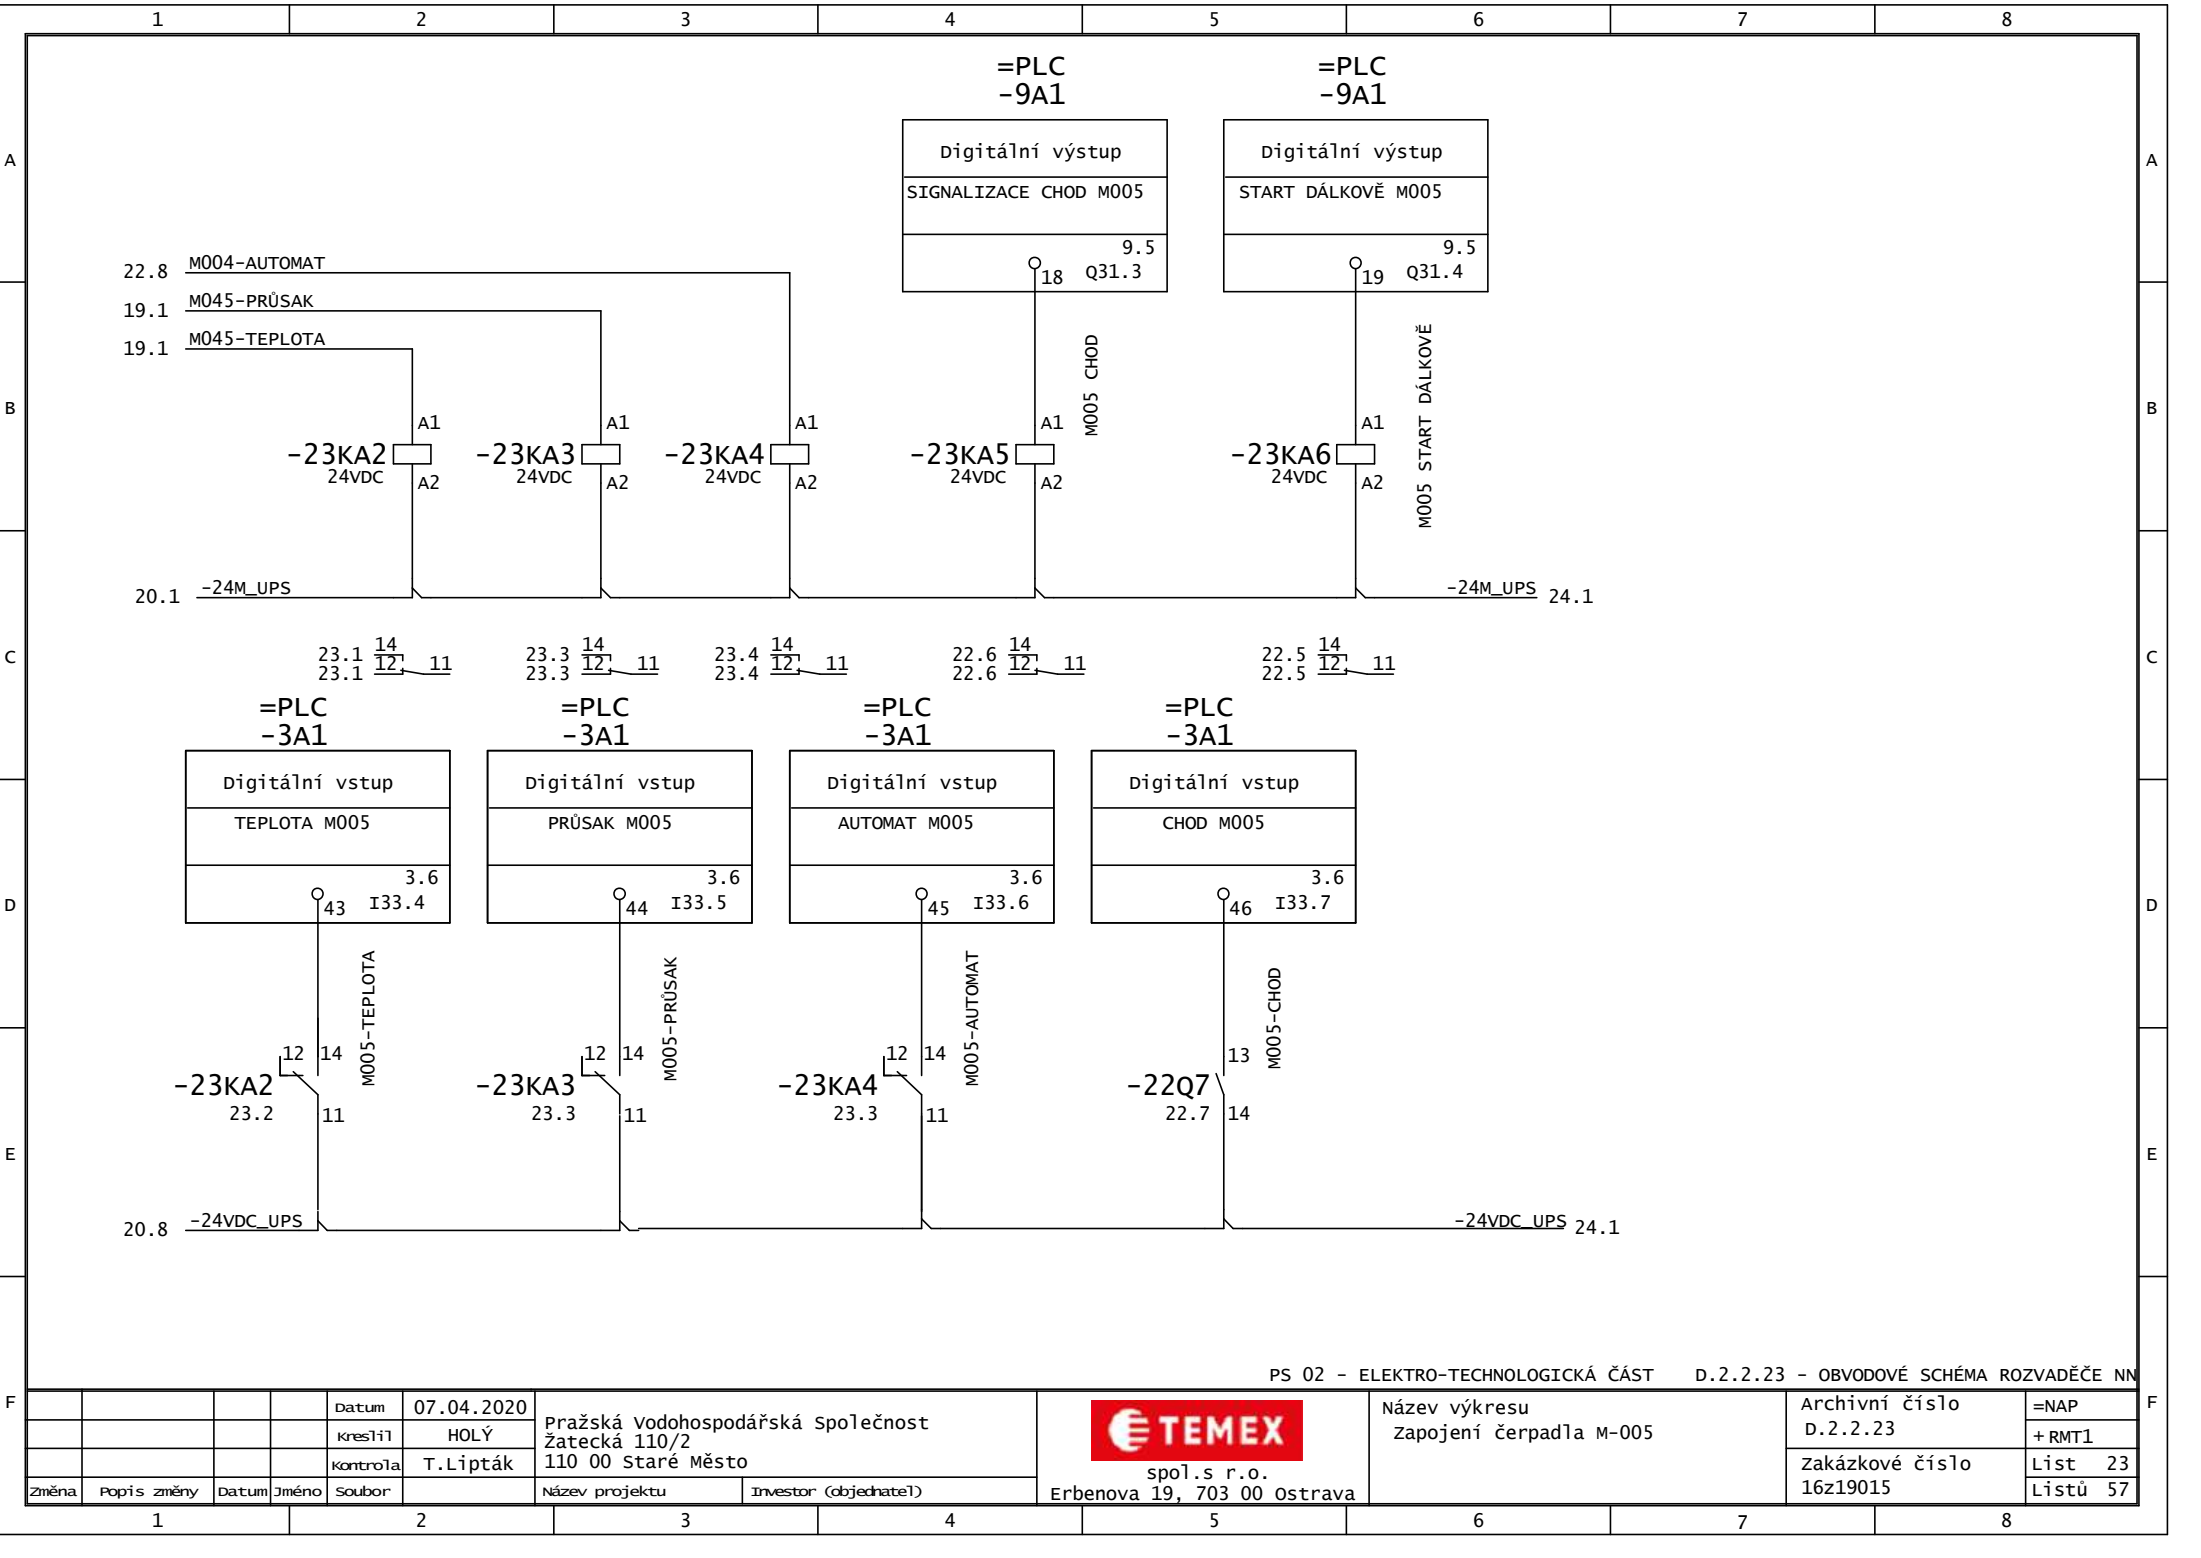 1 2 3 4 5 6 7 8
=PLC =PLC
-9A1 -9A1
A Digitální výstup Digitální výstup A
SIGNALIZACE CHOD M005 START DÁLKOVĚ M005
9.5 9.5
18 Q31.3 19 Q31.4
22.8 M004-AUTOMAT
19.1 M045-PRŮSAK
19.1 M045-TEPLOTA
M005 CHOD
M005 START DÁLKOVĚ
B B
A1 A1 A1 A1 A1
-23KA2 -23KA3 -23KA4 -23KA5 -23KA6
24VDC 24VDC 24VDC 24VDC 24VDC
A2 A2 A2 A2 A2
20.1 -24M_UPS -24M_UPS 24.1
C C
23.1 14 23.3 14 23.4 14 22.6 14 22.5 14
23.1 12 11 23.3 12 11 23.4 12 11 22.6 12 11 22.5 12 11
=PLC =PLC =PLC =PLC
-3A1 -3A1 -3A1 -3A1
Digitální vstup Digitální vstup Digitální vstup Digitální vstup
TEPLOTA M005 PRŮSAK M005 AUTOMAT M005 CHOD M005
3.6 3.6 3.6 3.6
D 43 I33.4 44 I33.5 45 I33.6 46 I33.7 D
M005-TEPLOTA
M005-PRŮSAK
M005-AUTOMAT
M005-CHOD
12 14 12 14 12 14 13
-23KA2 -23KA3 -23KA4 -22Q7
23.2 11 23.3 11 23.3 11 22.7 14
E E
20.8 -24VDC_UPS -24VDC_UPS 24.1
PS 02 - ELEKTRO-TECHNOLOGICKÁ ČÁST D.2.2.23 - OBVODOVÉ SCHÉMA ROZVADĚČE NN
F F
Datum 07.04.2020
Kreslil HOLÝ
Kontrola T.Lipták
Změna Popis změny Datum Jméno Soubor
Pražská Vodohospodářská Společnost
Žatecká 110/2
110 00 Staré Město
Název projektu Investor (objednatel)
TEMEX
spol.s r.o.
Erbenova 19, 703 00 Ostrava
Název výkresu
Zapojení čerpadla M-005
Archivní číslo
D.2.2.23
Zakázkové číslo
16z19015
=NAP
+ RMT1
List 23
Listů 57
1 2 3 4 5 6 7 8